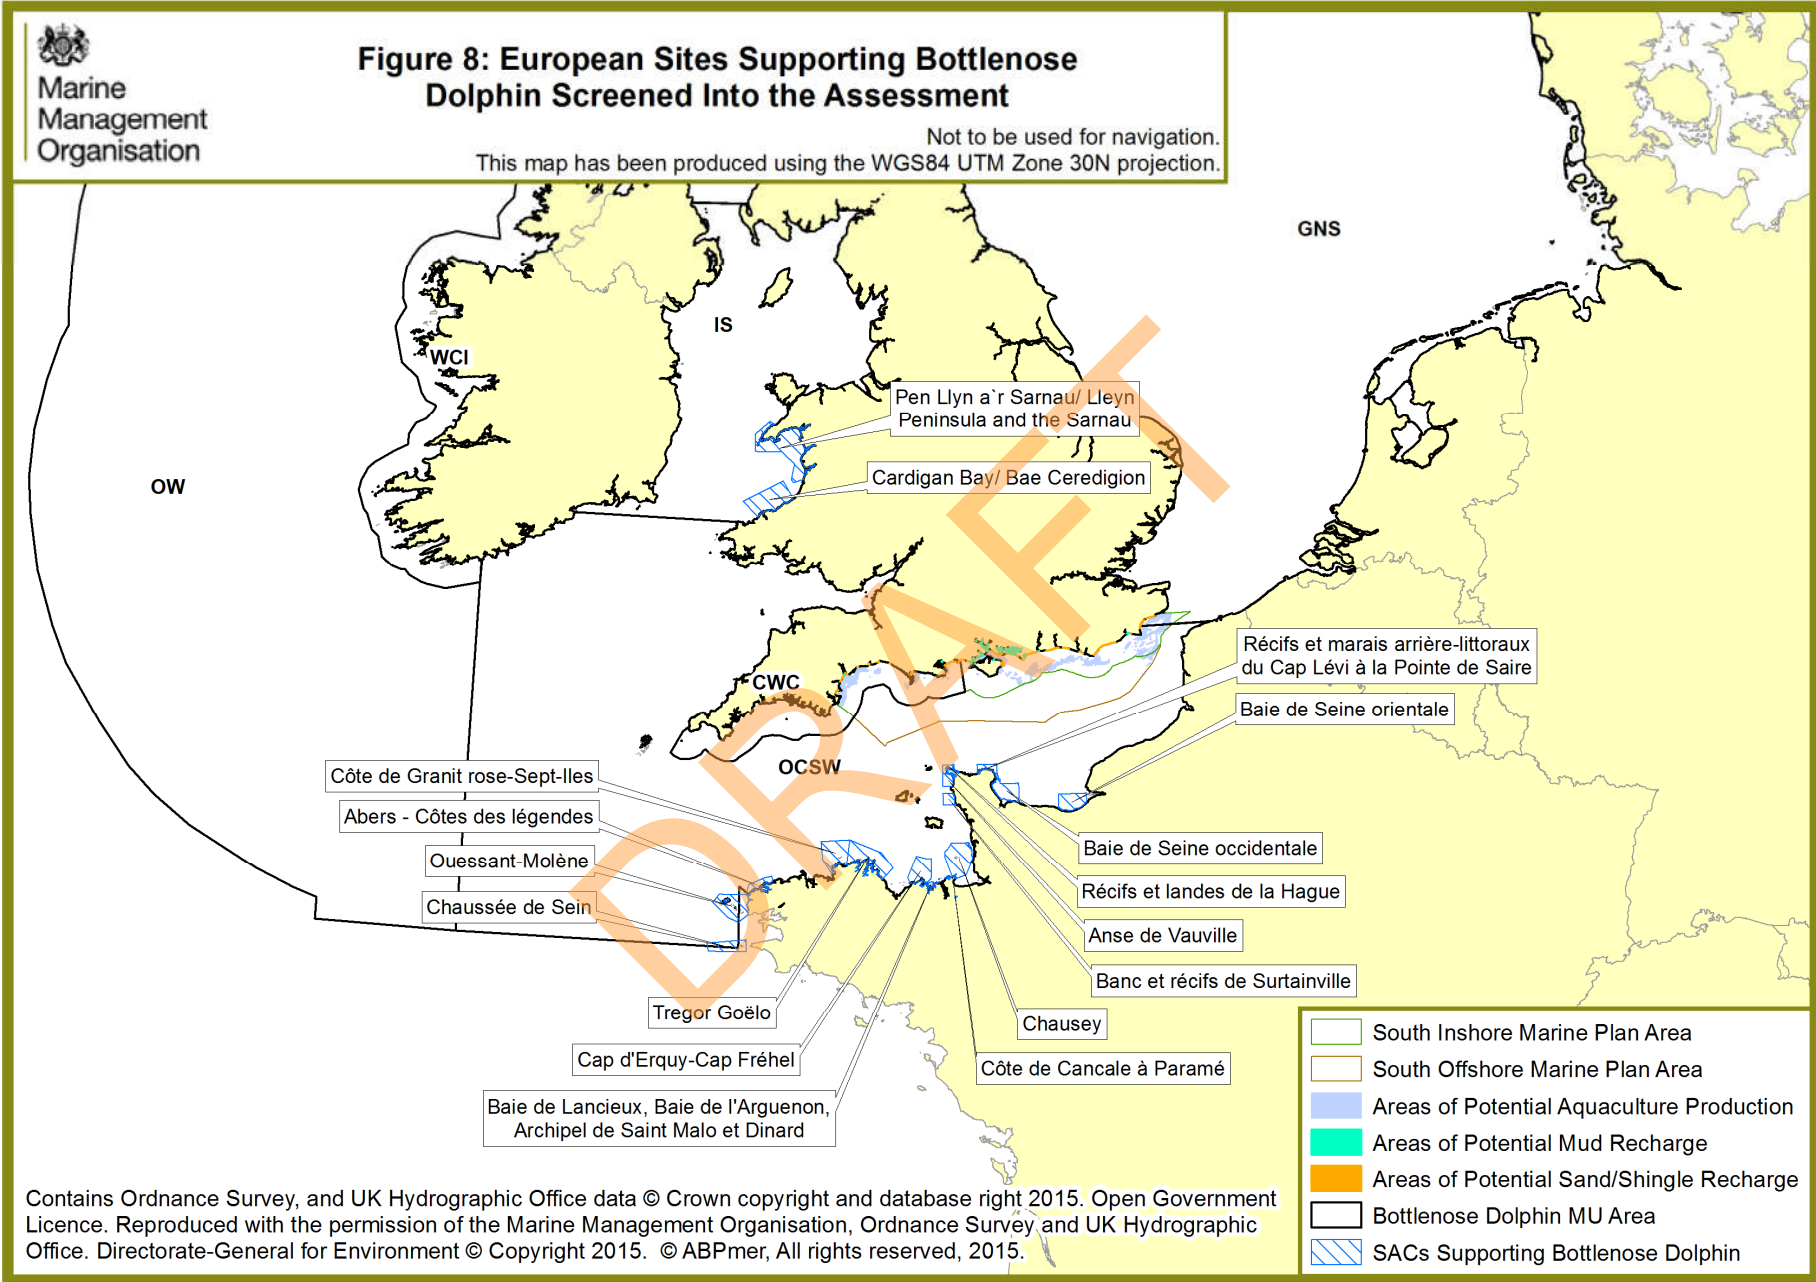 Marine
Management
Organisation
Figure 8: European Sites Supporting Bottlenose
Dolphin Screened Into the Assessment
Not to be used for navigation.
This map has been produced using the WGS84 UTM Zone 30N projection.
GNS
IS
WCI
OW
CWC
OCSW
DRAFT
Pen Llyn a`r Sarnau/ Lleyn
Peninsula and the Sarnau
Cardigan Bay/ Bae Ceredigion
Récifs et marais arrière-littoraux
du Cap Lévi à la Pointe de Saire
Baie de Seine orientale
Côte de Granit rose-Sept-Iles
Abers - Côtes des légendes
Ouessant-Molène
Chaussée de Sein
Baie de Seine occidentale
Récifs et landes de la Hague
Anse de Vauville
Banc et récifs de Surtainville
Tregor Goëlo
Chausey
Cap d'Erquy-Cap Fréhel
Côte de Cancale à Paramé
Baie de Lancieux, Baie de l'Arguenon,
Archipel de Saint Malo et Dinard
South Inshore Marine Plan Area
South Offshore Marine Plan Area
Areas of Potential Aquaculture Production
Areas of Potential Mud Recharge
Areas of Potential Sand/Shingle Recharge
Bottlenose Dolphin MU Area
SACs Supporting Bottlenose Dolphin
Contains Ordnance Survey, and UK Hydrographic Office data © Crown copyright and database right 2015. Open Government
Licence. Reproduced with the permission of the Marine Management Organisation, Ordnance Survey and UK Hydrographic
Office. Directorate-General for Environment © Copyright 2015.  © ABPmer, All rights reserved, 2015.